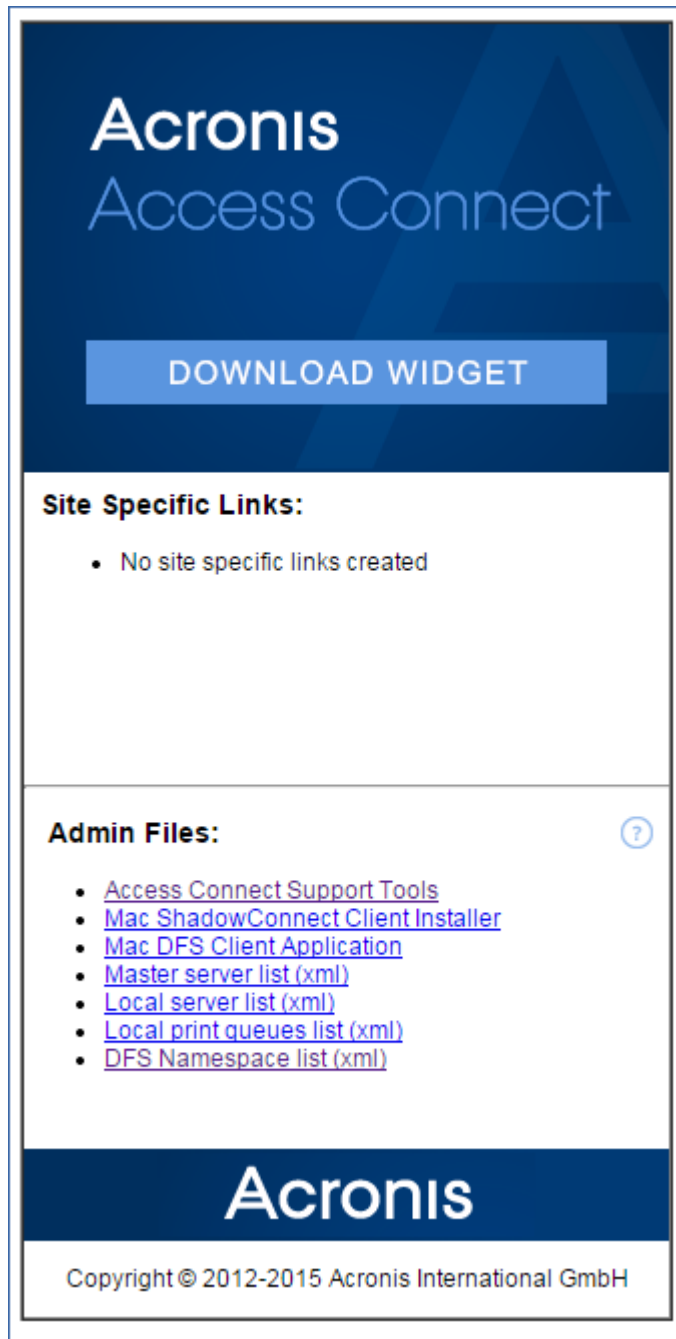 Acronis
Access Connect
DOWNLOAD WIDGET
Site Specific Links:
• No site specific links created
Admin Files:
?
• Access Connect Support Tools
• Mac ShadowConnect Client Installer
• Mac DFS Client Application
• Master server list (xml)
• Local server list (xml)
• Local print queues list (xml)
• DFS Namespace list (xml)
Acronis
Copyright © 2012-2015 Acronis International GmbH